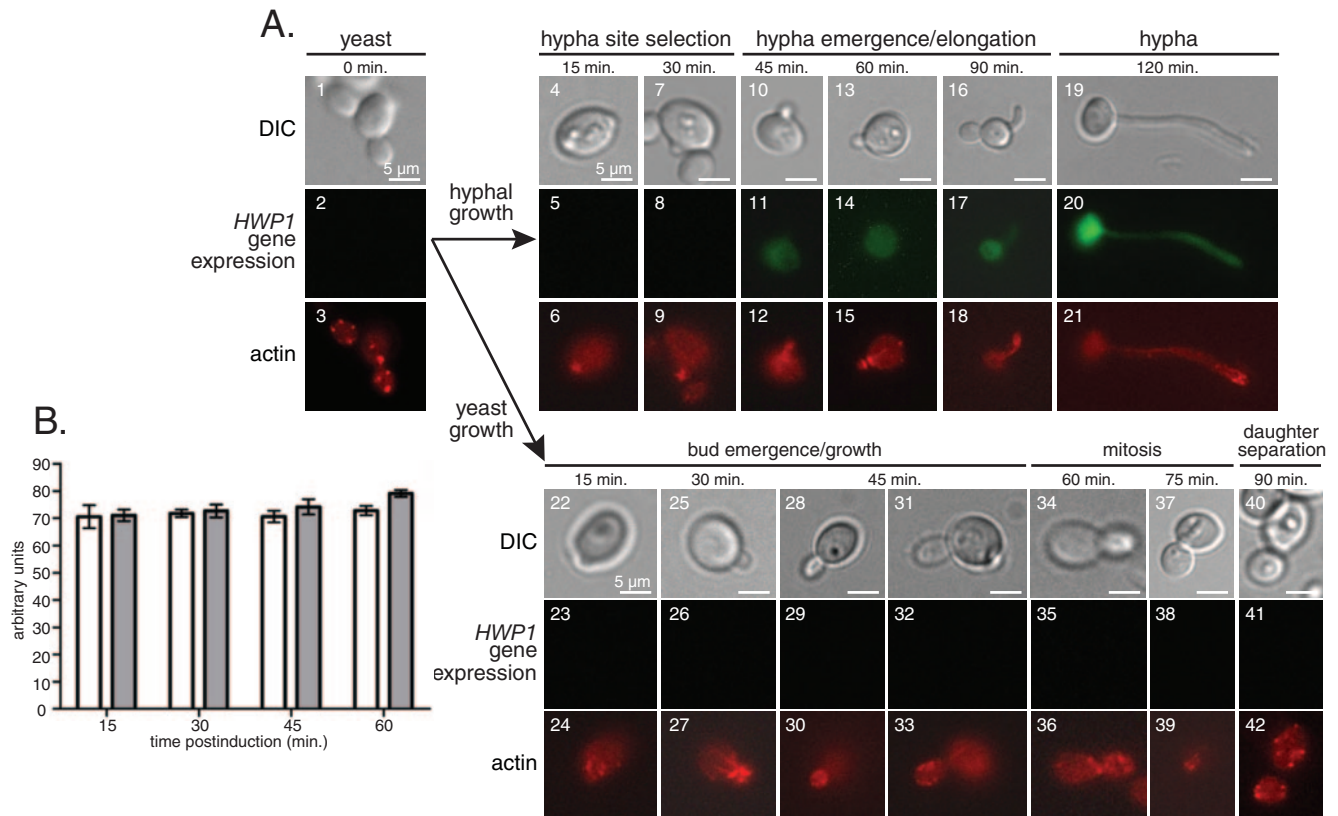 A.
yeast
hypha site selection
hypha emergence/elongation
hypha
0 min.
15 min.
30 min.
45 min.
60 min.
90 min.
120 min.
DIC
1
5 µm
4
5 µm
7
10
13
16
19
HWP1
gene
expression
2
hyphal
growth
5
8
11
14
17
20
actin
3
6
9
12
15
18
21
yeast
growth
B.
bud emergence/growth
mitosis
daughter
separation
15 min.
30 min.
45 min.
60 min.
75 min.
90 min.
DIC
22
5 µm
25
28
31
34
37
40
HWP1
gene
expression
23
26
29
32
35
38
41
actin
24
27
30
33
36
39
42
arbitrary units
90
80
70
60
50
40
30
20
10
0
15
30
45
60
time postinduction (min.)